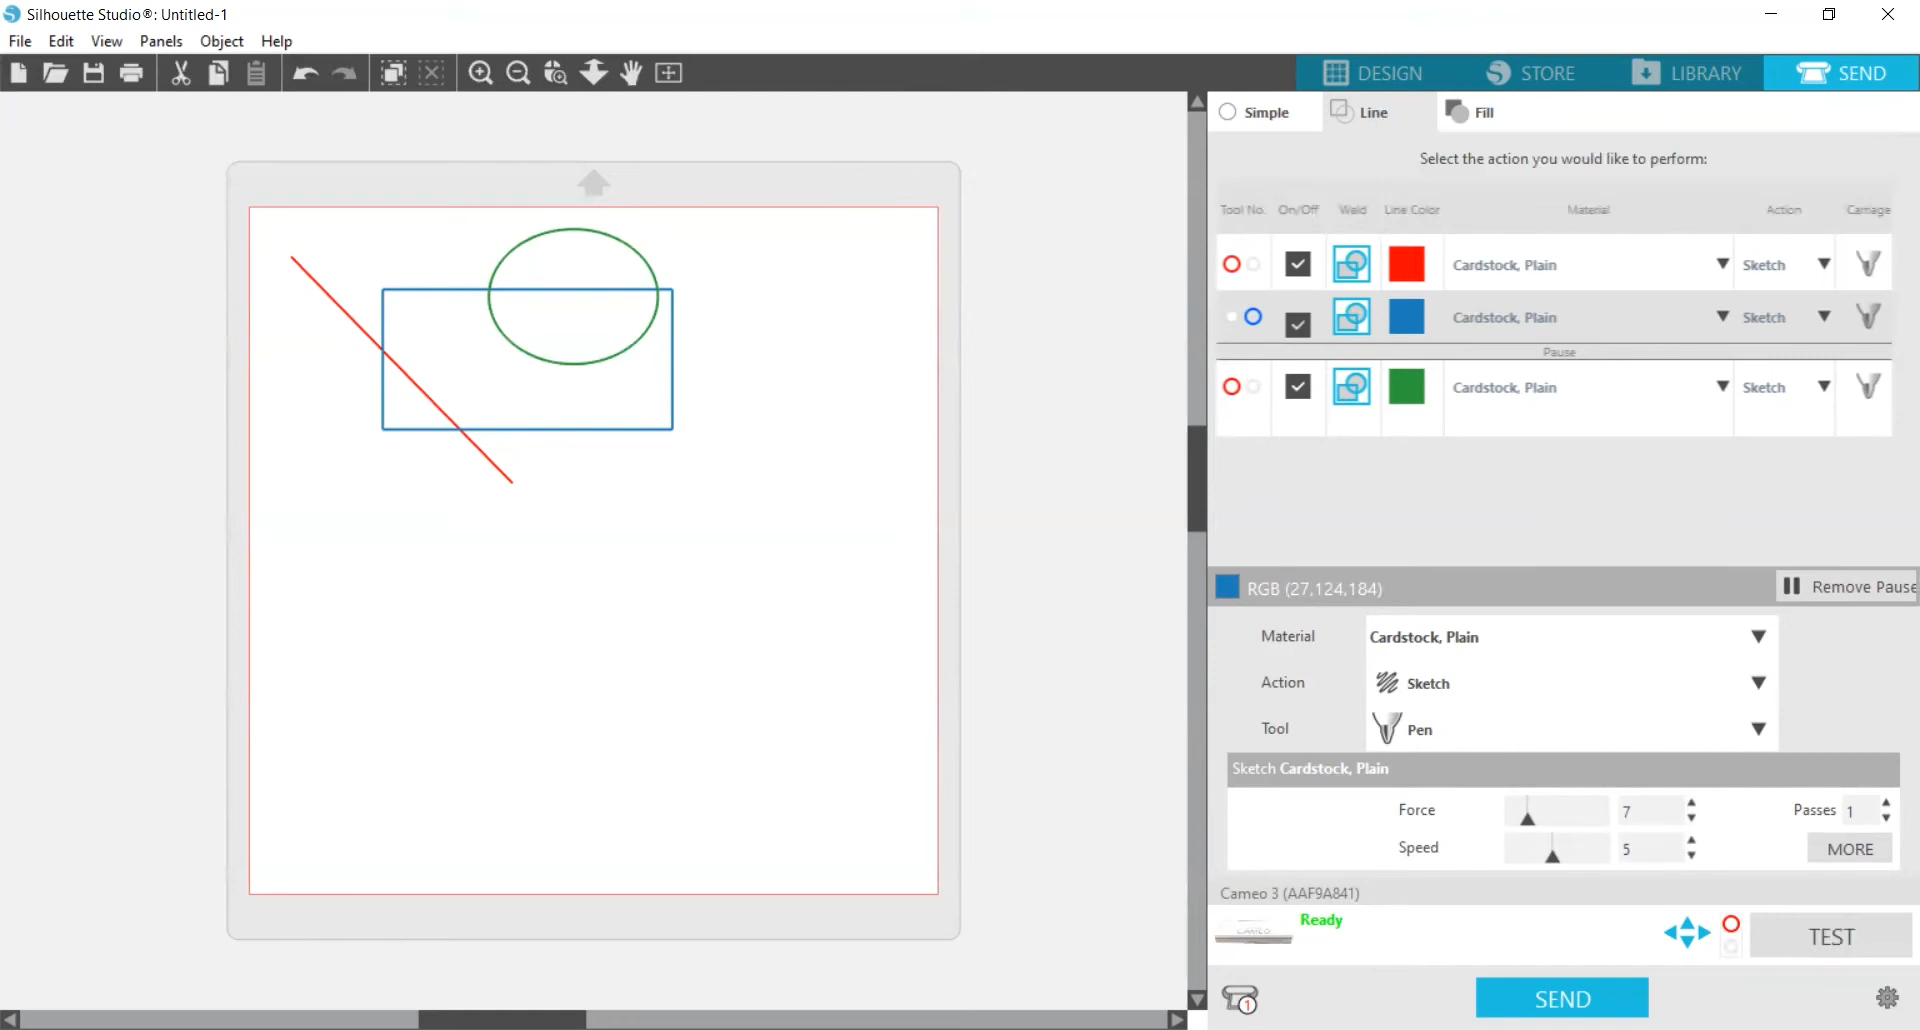 Silhouette Studio®: Untitled-1
File Edit View Panels Object Help
DESIGN STORE LIBRARY SEND
Simple Line Fill
Select the action you would like to perform:
Tool No. On/Off Weld Line Color Material Action Carriage
Cardstock, Plain Sketch
Cardstock, Plain Sketch
Pause
Cardstock, Plain Sketch
RGB (27,124,184) Remove Pause
Material Cardstock, Plain
Action Sketch
Tool Pen
Sketch Cardstock, Plain
Force 7 Passes 1
Speed 5 MORE
Cameo 3 (AAF9A841)
Ready
CAMEO
TEST
1
SEND